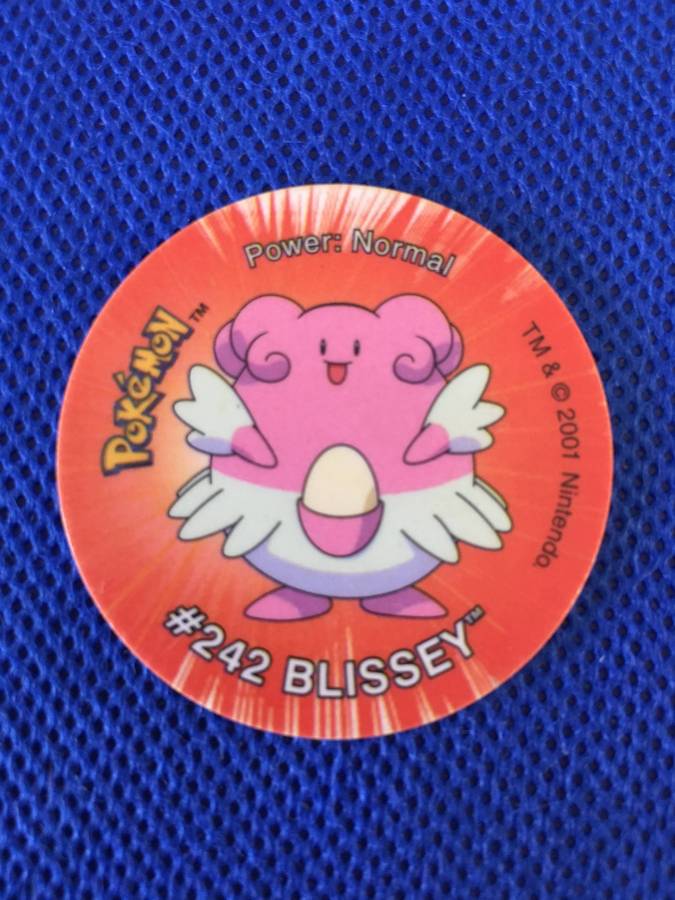 Power: Normal
POKéMON™
TM & © 2001 Nintendo.
#242 BLISSEY™